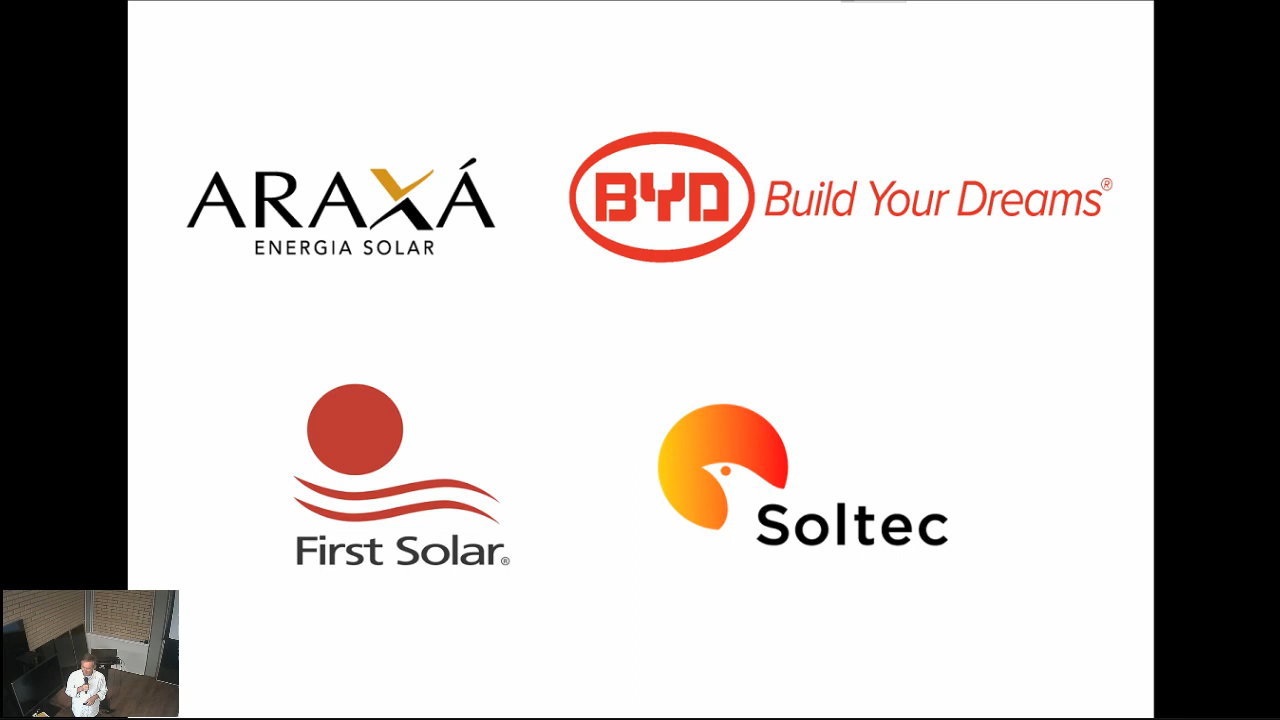 ARAXÁ
ENERGIA SOLAR
BYD Build Your Dreams®
First Solar®
Soltec